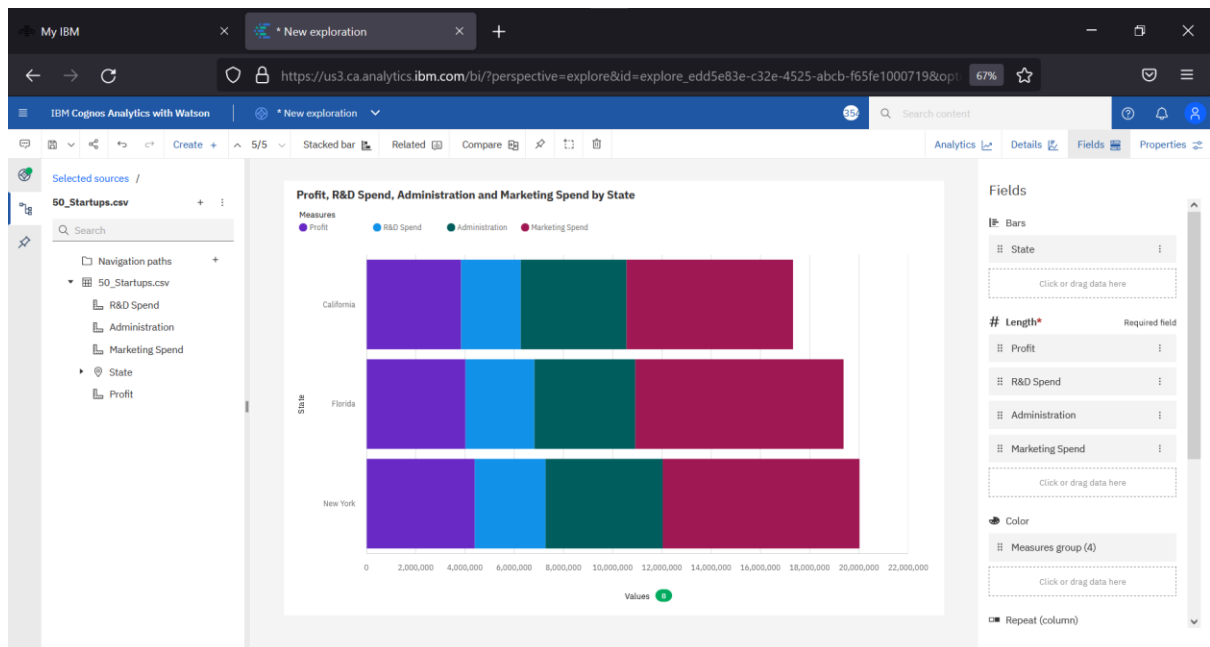 My IBM
* New exploration
https://us3.ca.analytics.ibm.com/bi/?perspective=explore&id=explore_edd5e83e-c32e-4525-abcb-f65fe1000719&opti
67%
IBM Cognos Analytics with Watson
* New exploration
Search content
Create +
5/5
Stacked bar
Related
Compare
Analytics
Details
Fields
Properties
Selected sources /
50_Startups.csv
Search
Navigation paths
50_Startups.csv
R&D Spend
Administration
Marketing Spend
State
Profit
Profit, R&D Spend, Administration and Marketing Spend by State
Measures
Profit
R&D Spend
Administration
Marketing Spend
State
California
Florida
New York
0
2,000,000
4,000,000
6,000,000
8,000,000
10,000,000
12,000,000
14,000,000
16,000,000
18,000,000
20,000,000
22,000,000
Values 8
Fields
Bars
State
Click or drag data here
# Length*
Required field
Profit
R&D Spend
Administration
Marketing Spend
Click or drag data here
Color
Measures group (4)
Click or drag data here
Repeat (column)